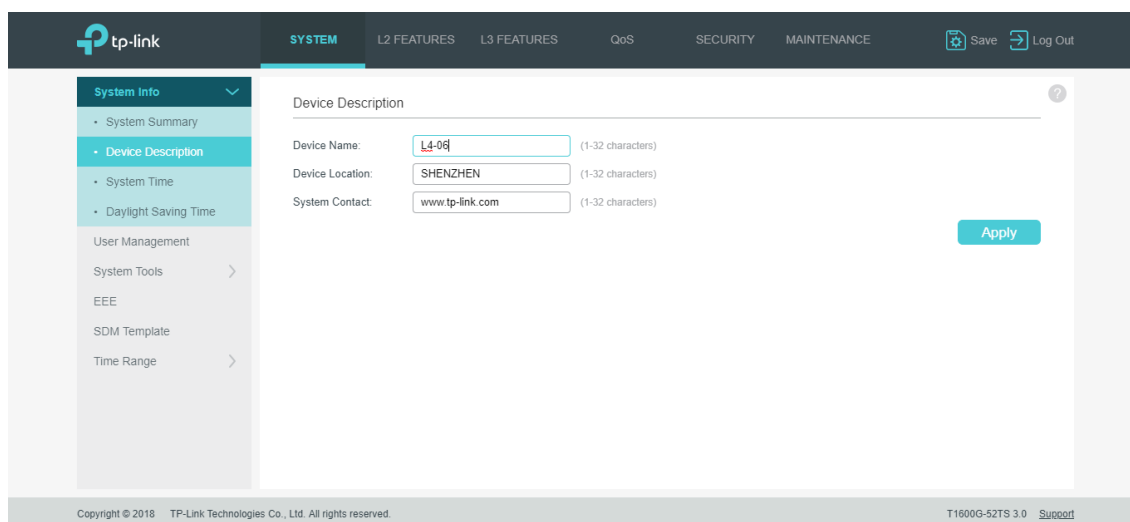 tp-link
SYSTEM L2 FEATURES L3 FEATURES QoS SECURITY MAINTENANCE Save Log Out
System Info
System Summary
Device Description
System Time
Daylight Saving Time
User Management
System Tools
EEE
SDM Template
Time Range
Device Description
?
Device Name: L4-06 (1-32 characters)
Device Location: SHENZHEN (1-32 characters)
System Contact: www.tp-link.com (1-32 characters)
Apply
Copyright © 2018 TP-Link Technologies Co., Ltd. All rights reserved. T1600G-52TS 3.0 Support